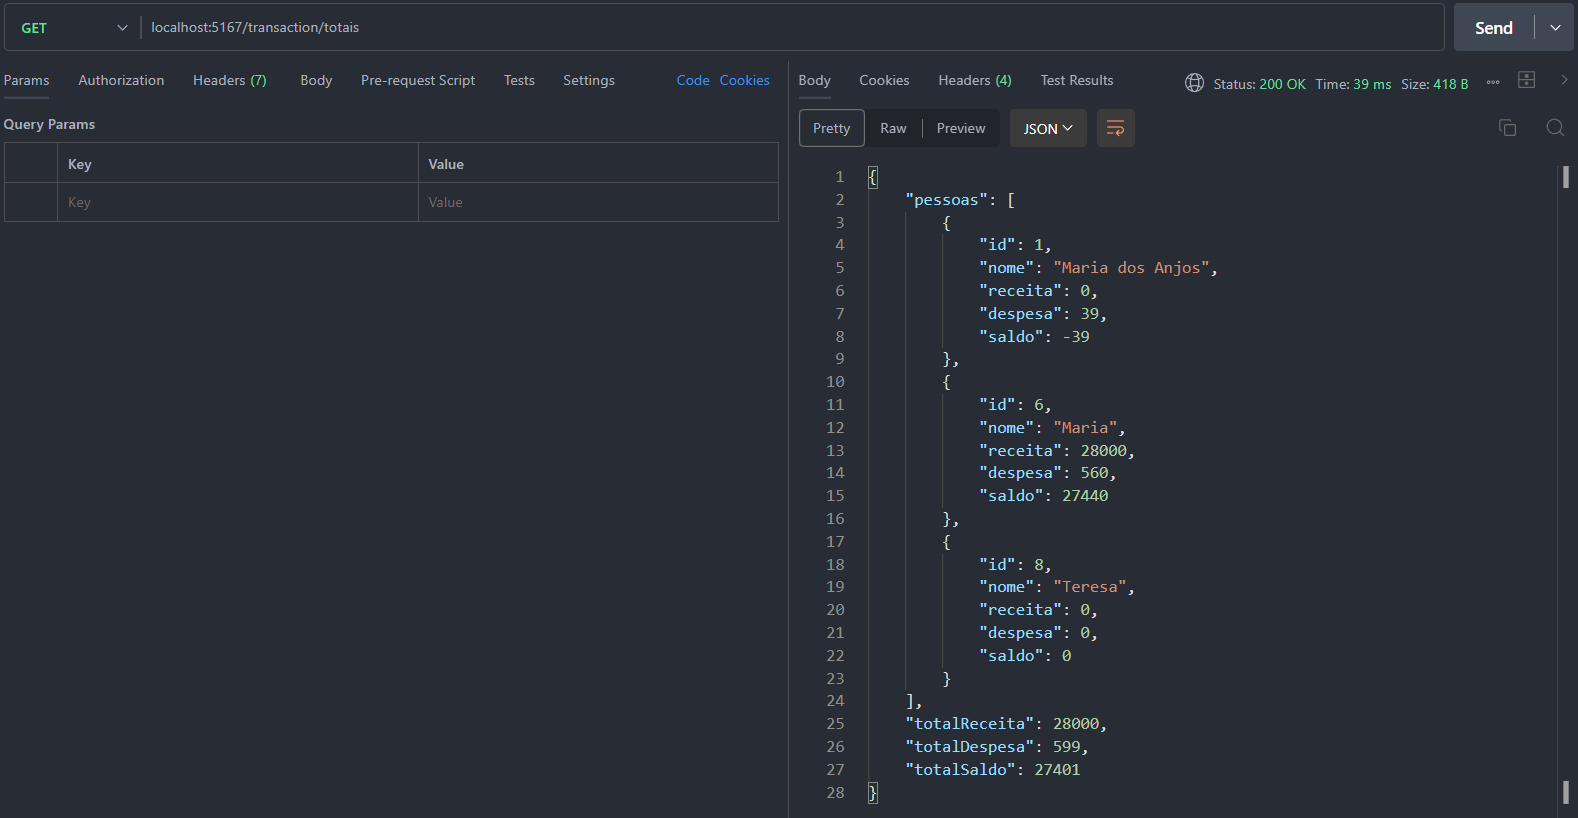 GET localhost:5167/transaction/totais Send
Params Authorization Headers (7) Body Pre-request Script Tests Settings Code Cookies
Query Params
Key Value
Key Value
Body Cookies Headers (4) Test Results Status: 200 OK Time: 39 ms Size: 418 B
Pretty Raw Preview JSON
1 {
2 "pessoas": [
3 {
4 "id": 1,
5 "nome": "Maria dos Anjos",
6 "receita": 0,
7 "despesa": 39,
8 "saldo": -39
9 },
10 {
11 "id": 6,
12 "nome": "Maria",
13 "receita": 28000,
14 "despesa": 560,
15 "saldo": 27440
16 },
17 {
18 "id": 8,
19 "nome": "Teresa",
20 "receita": 0,
21 "despesa": 0,
22 "saldo": 0
23 }
24 ],
25 "totalReceita": 28000,
26 "totalDespesa": 599,
27 "totalSaldo": 27401
28 }